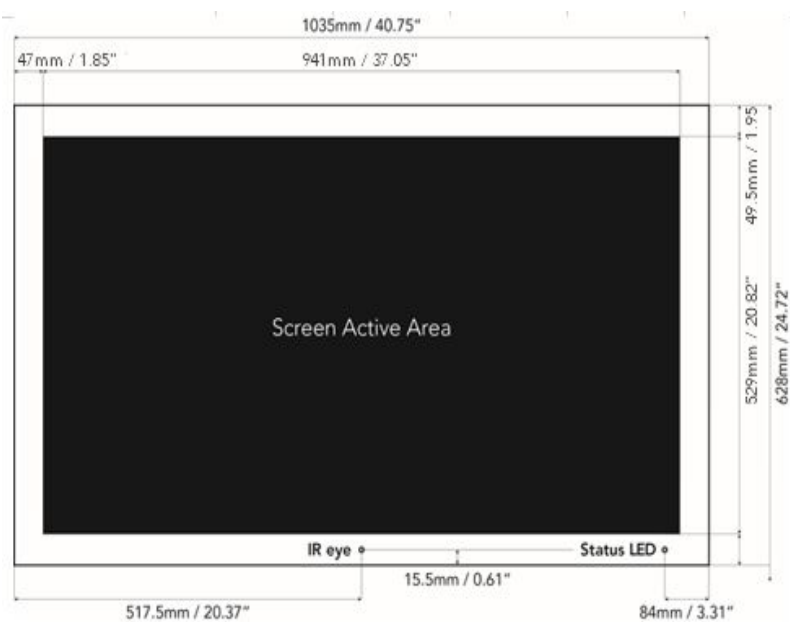 1035mm / 40.75"
47mm / 1.85"
941mm / 37.05"
49.5mm / 1.95
Screen Active Area
529mm / 20.82"
628mm / 24.72"
IR eye
Status LED
15.5mm / 0.61"
517.5mm / 20.37"
84mm / 3.31"